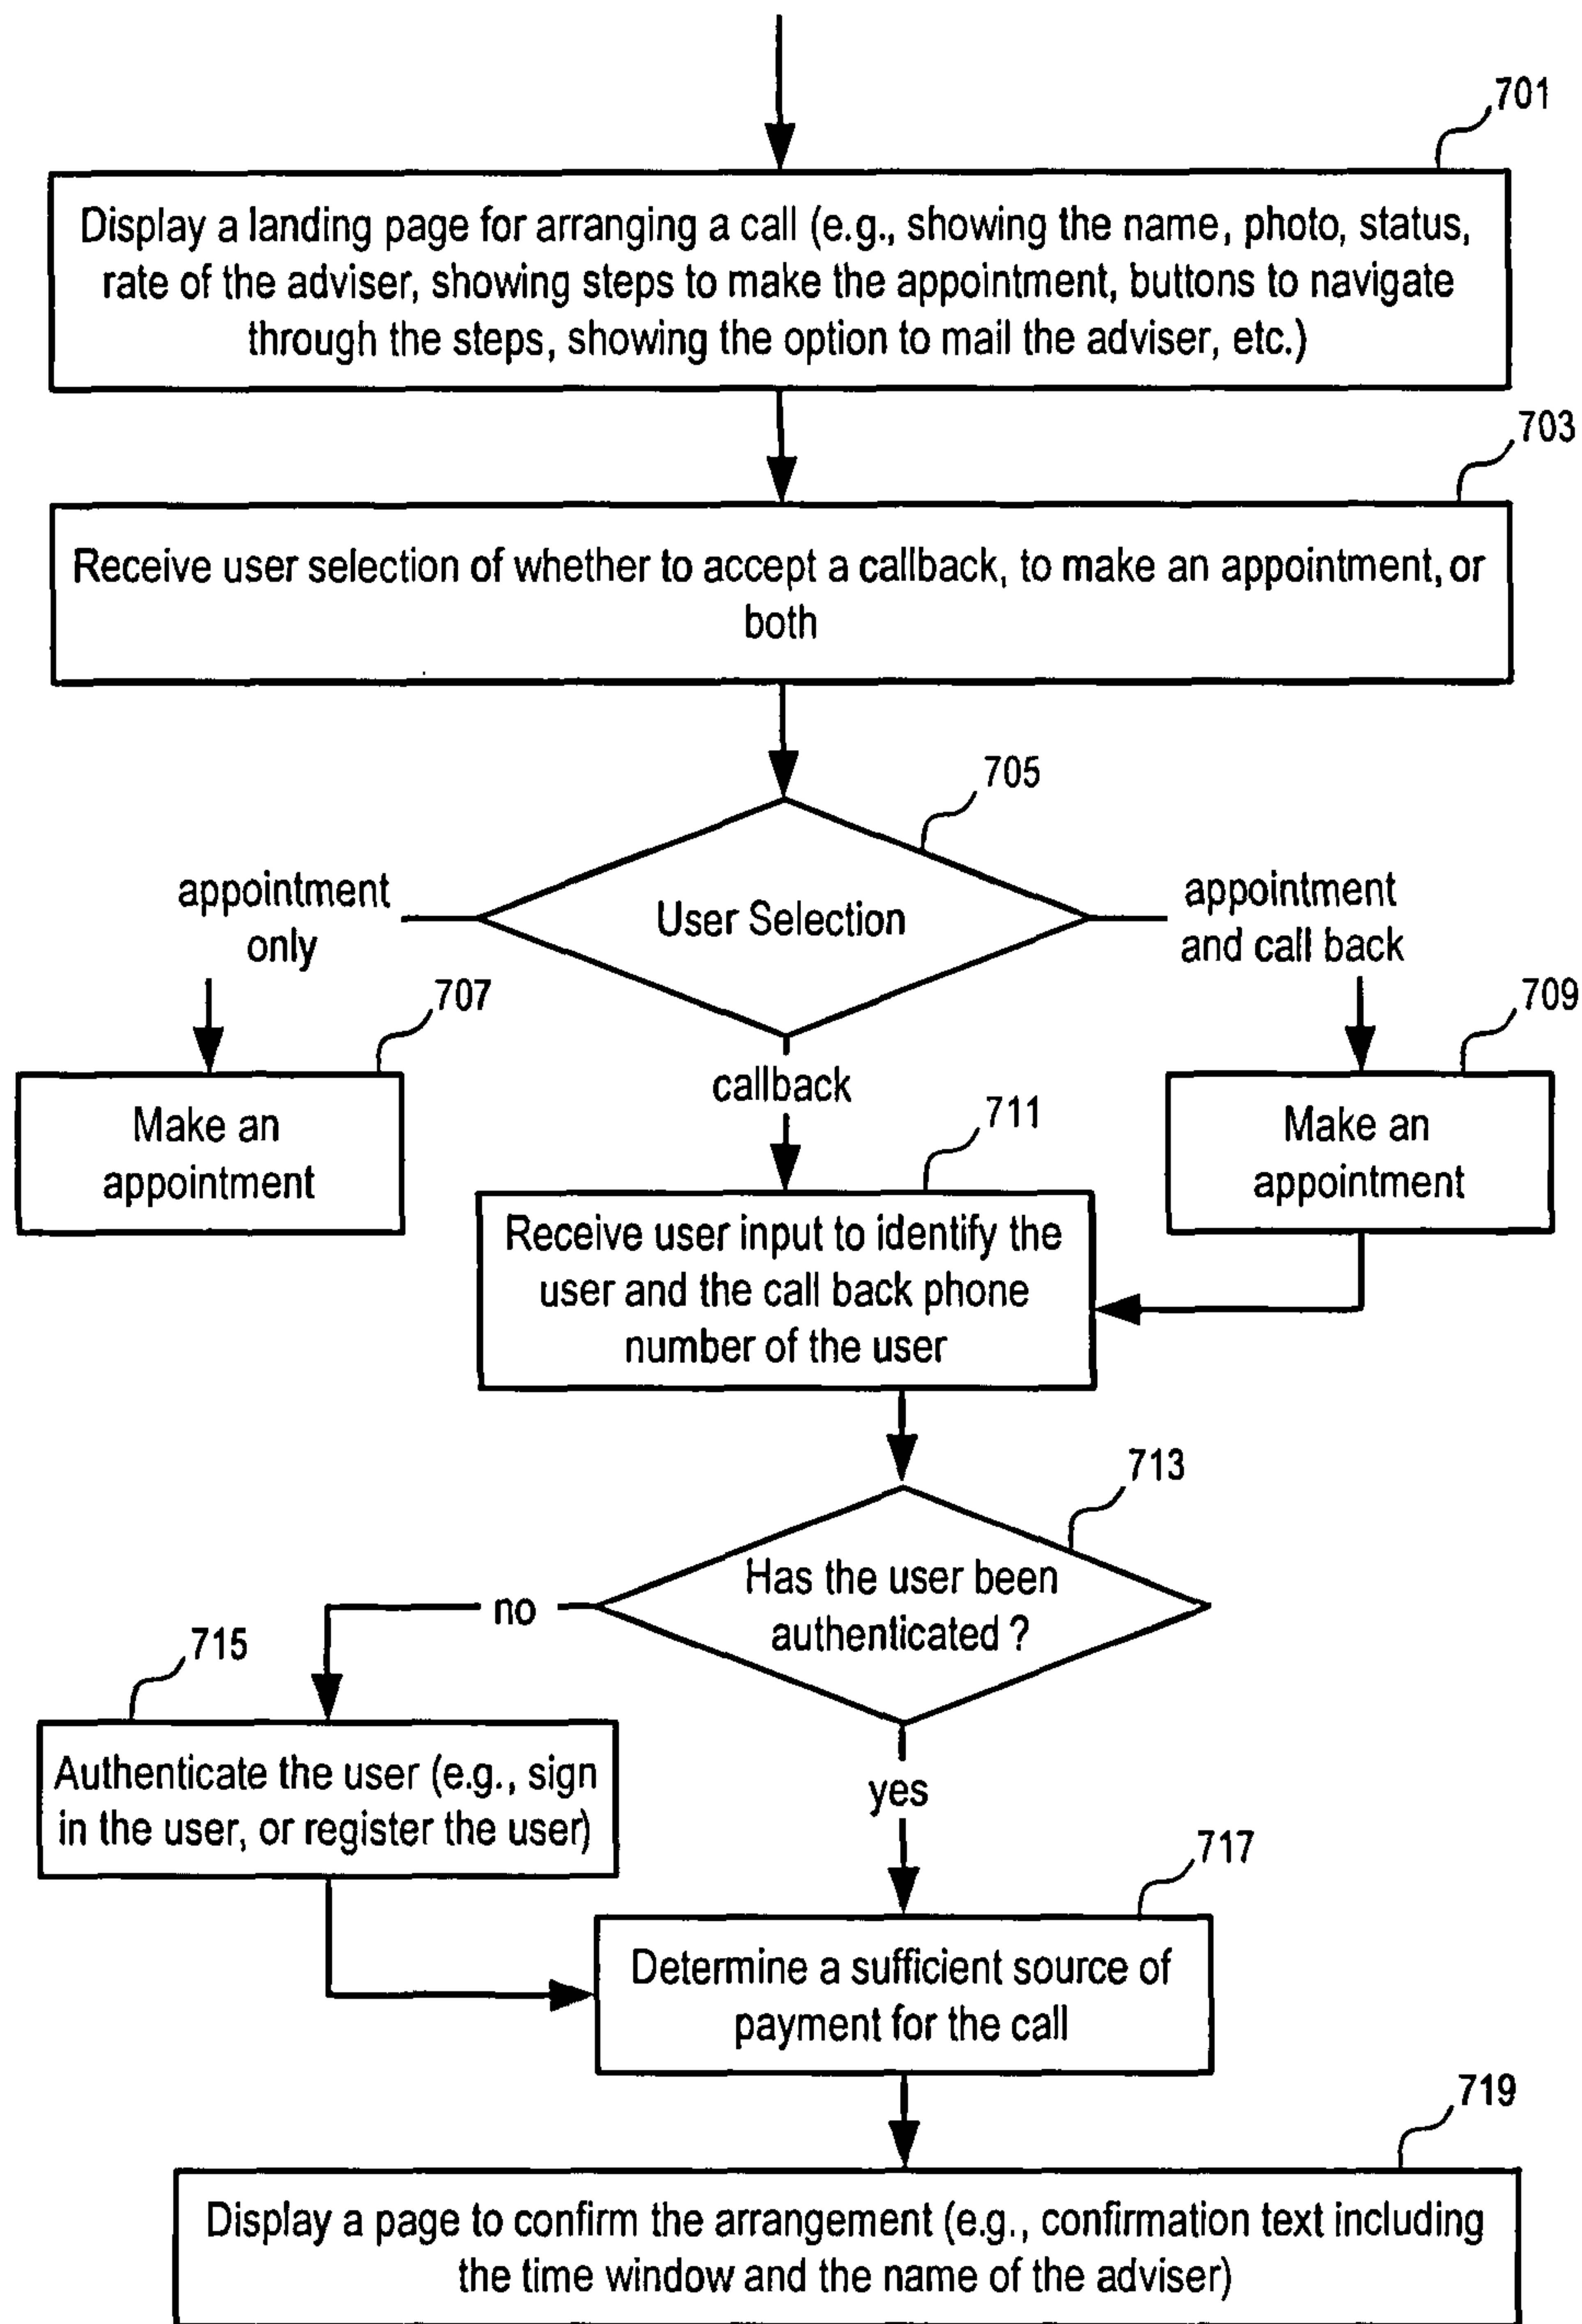 701
Display a landing page for arranging a call (e.g., showing the name, photo, status,
rate of the adviser, showing steps to make the appointment, buttons to navigate
through the steps, showing the option to mail the adviser, etc.)
703
Receive user selection of whether to accept a callback, to make an appointment, or
both
705
User Selection
appointment
only
appointment
and call back
707
709
Make an
appointment
callback
Make an
appointment
711
Receive user input to identify the
user and the call back phone
number of the user
713
Has the user been
authenticated ?
no
715
Authenticate the user (e.g., sign
in the user, or register the user)
yes
717
Determine a sufficient source of
payment for the call
719
Display a page to confirm the arrangement (e.g., confirmation text including
the time window and the name of the adviser)